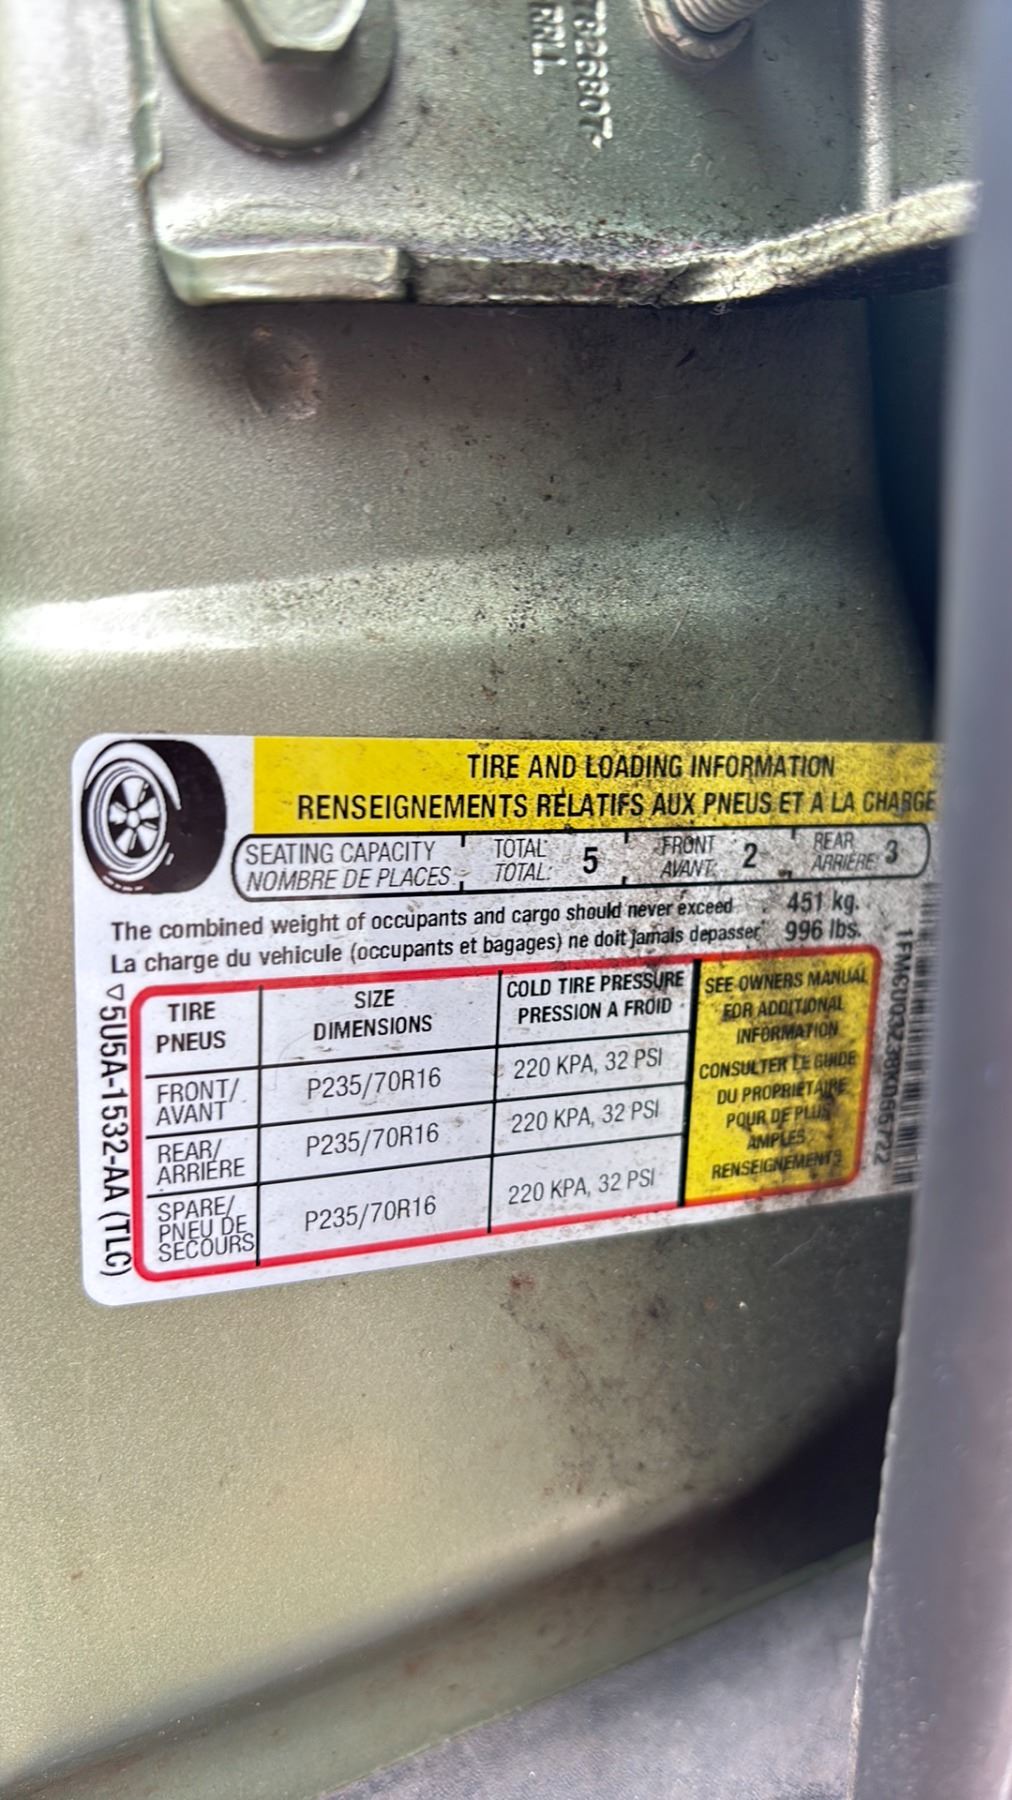 7826807
RRLL
TIRE AND LOADING INFORMATION
RENSEIGNEMENTS RELATIFS AUX PNEUS ET A LA CHARGE
SEATING CAPACITY TOTAL 5 FRONT 2 REAR 3
NOMBRE DE PLACES TOTAL: AVANT: ARRIÈRE:
The combined weight of occupants and cargo should never exceed 451 kg.
La charge du vehicule (occupants et bagages) ne doit jamais depasser 996 lbs.
TIRE
PNEUS
SIZE
DIMENSIONS
COLD TIRE PRESSURE
PRESSION A FROID
FRONT/
AVANT
P235/70R16
220 KPA, 32 PSI
REAR/
ARRIÈRE
P235/70R16
220 KPA, 32 PSI
SPARE/
PNEU DE
SECOURS
P235/70R16
220 KPA, 32 PSI
SEE OWNERS MANUAL
FOR ADDITIONAL
INFORMATION
CONSULTER LE GUIDE
DU PROPRIÉTAIRE
POUR DE PLUS
AMPLES
RENSEIGNEMENTS
5U5A-1532-AA (TLC)